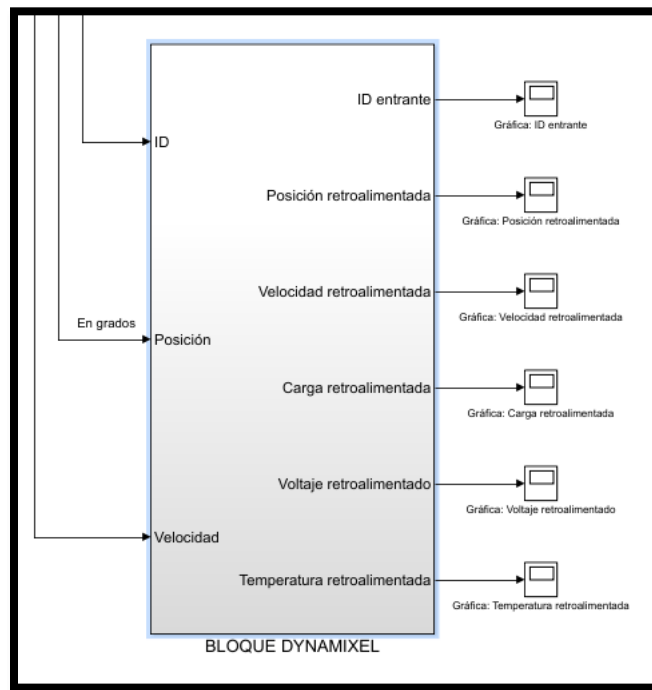 ID entrante
Gráfica: ID entrante
ID
Posición retroalimentada
Gráfica: Posición retroalimentada
Velocidad retroalimentada
Gráfica: Velocidad retroalimentada
En grados
Posición
Carga retroalimentada
Gráfica: Carga retroalimentada
Voltaje retroalimentado
Gráfica: Voltaje retroalimentado
Velocidad
Temperatura retroalimentada
Gráfica: Temperatura retroalimentada
BLOQUE DYNAMIXEL